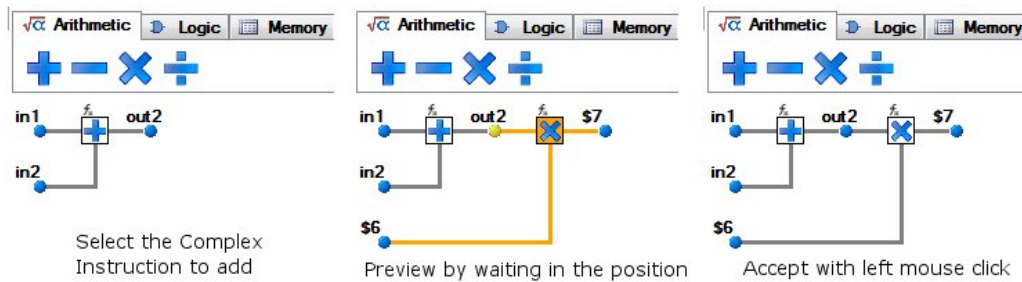 √α Arithmetic Logic Memory
in1 out2
in2
Select the Complex
Instruction to add
√α Arithmetic Logic Memory
in1 out2 $7
in2
$6
Preview by waiting in the position
√α Arithmetic Logic Memory
in1 out2 $7
in2
$6
Accept with left mouse click